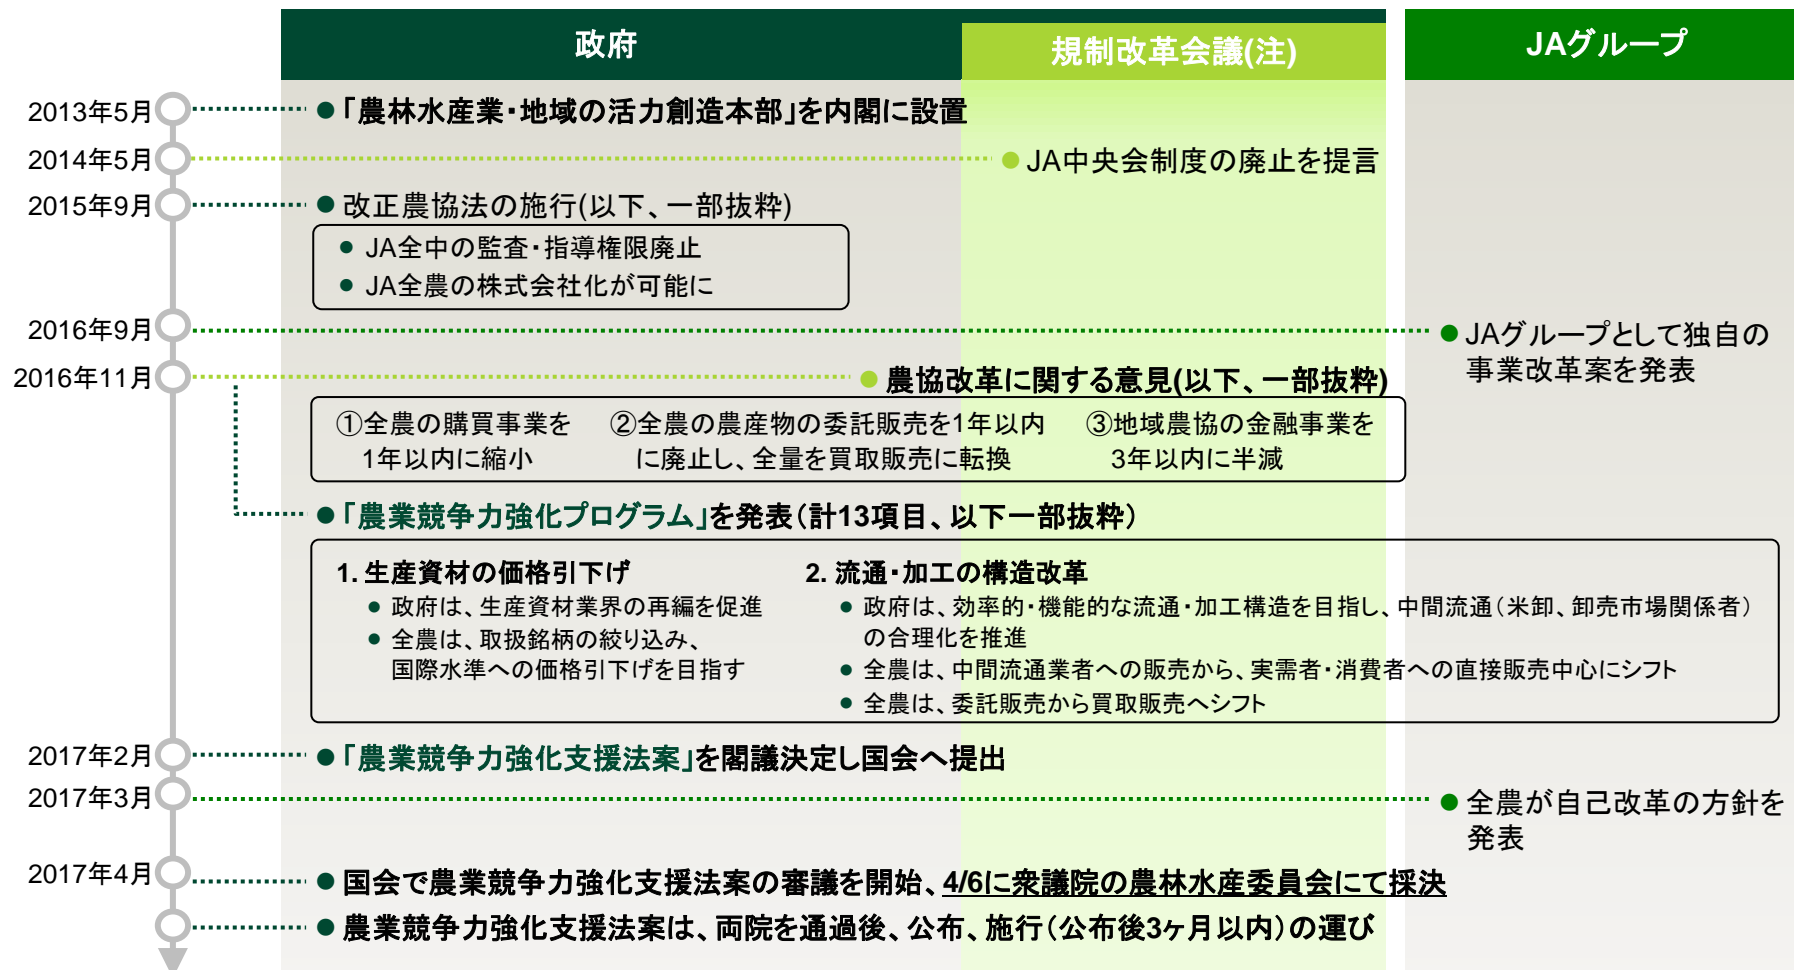 政府
規制改革会議(注)
JAグループ
2013年5月
●「農林水産業・地域の活力創造本部」を内閣に設置
2014年5月
● JA中央会制度の廃止を提言
2015年9月
● 改正農協法の施行(以下、一部抜粋)
● JA全中の監査・指導権限廃止
● JA全農の株式会社化が可能に
2016年9月
● JAグループとして独自の
事業改革案を発表
2016年11月
● 農協改革に関する意見(以下、一部抜粋)
①全農の購買事業を
1年以内に縮小
②全農の農産物の委託販売を1年以内
に廃止し、全量を買取販売に転換
③地域農協の金融事業を
3年以内に半減
●「農業競争力強化プログラム」を発表（計13項目、以下一部抜粋）
1. 生産資材の価格引下げ
● 政府は、生産資材業界の再編を促進
● 全農は、取扱銘柄の絞り込み、
国際水準への価格引下げを目指す
2. 流通・加工の構造改革
● 政府は、効率的・機能的な流通・加工構造を目指し、中間流通（米卸、卸売市場関係者）
の合理化を推進
● 全農は、中間流通業者への販売から、実需者・消費者への直接販売中心にシフト
● 全農は、委託販売から買取販売へシフト
2017年2月
●「農業競争力強化支援法案」を閣議決定し国会へ提出
2017年3月
● 全農が自己改革の方針を
発表
2017年4月
● 国会で農業競争力強化支援法案の審議を開始、4/6に衆議院の農林水産委員会にて採決
● 農業競争力強化支援法案は、両院を通過後、公布、施行（公布後3ヶ月以内）の運び